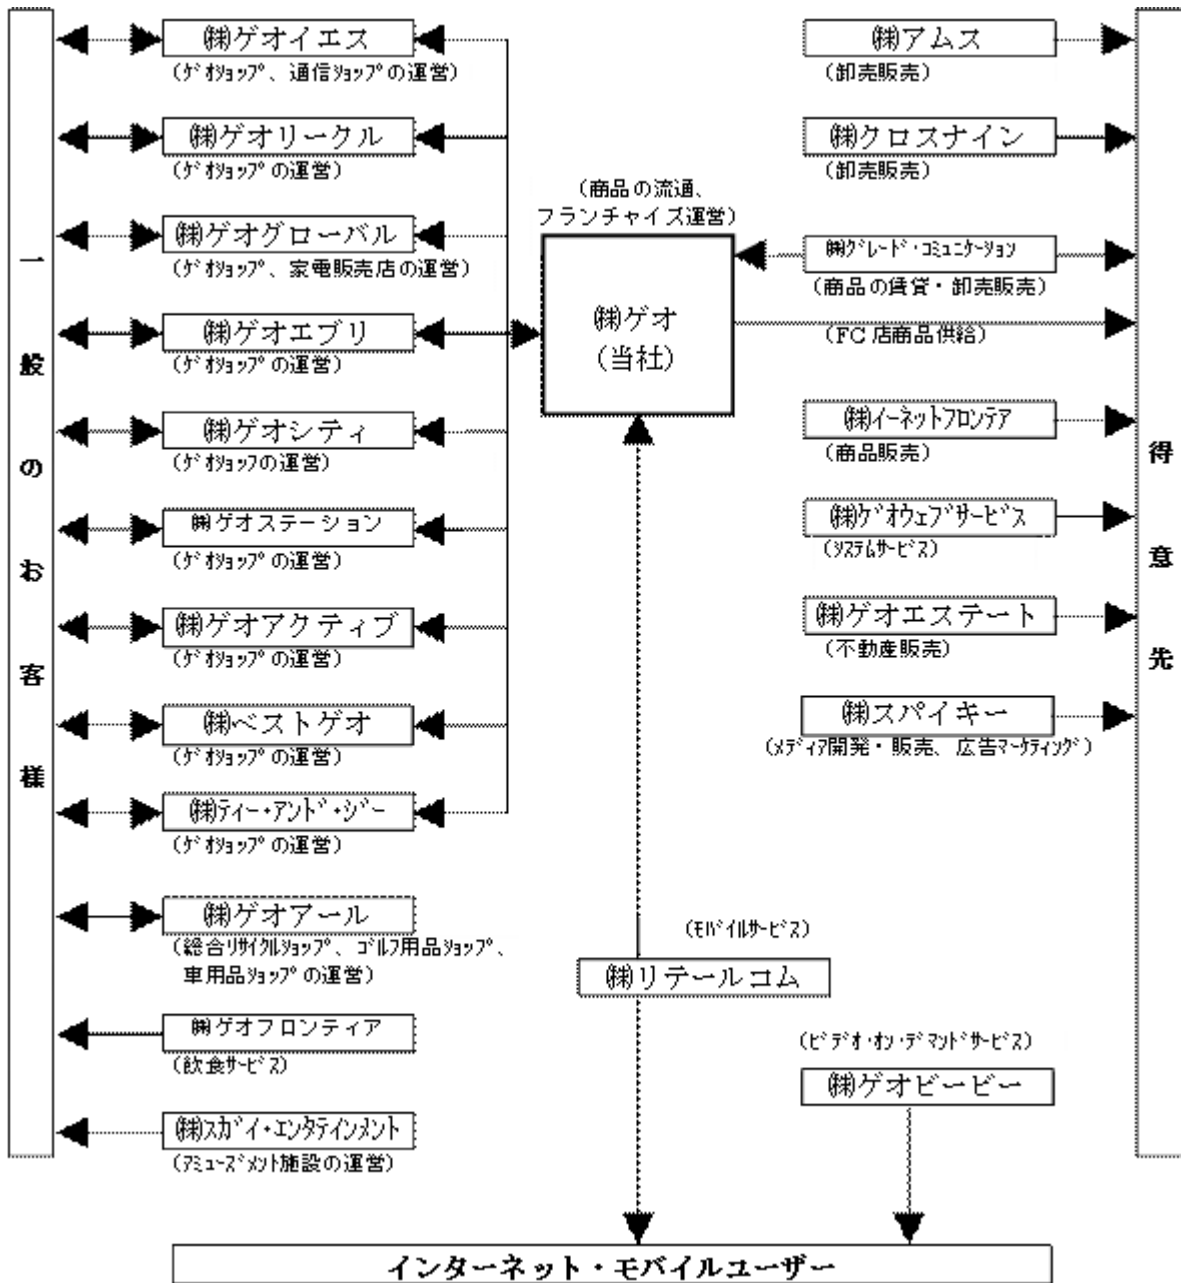 一般のお客様
㈱ゲオイエス
(ゲオショップ、通信ショップの運営)
㈱ゲオリークル
(ゲオショップの運営)
㈱ゲオグローバル
(ゲオショップ、家電販売店の運営)
㈱ゲオエブリ
(ゲオショップの運営)
㈱ゲオシティ
(ゲオショップの運営)
㈱ゲオステーション
(ゲオショップの運営)
㈱ゲオアクティブ
(ゲオショップの運営)
㈱ベストゲオ
(ゲオショップの運営)
㈱ティー・アンド・ジー
(ゲオショップの運営)
㈱ゲオアール
(総合リサイクルショップ、ゴルフ用品ショップ、
車用品ショップの運営)
㈱ゲオフロンティア
(飲食サービス)
㈱スガイ・エンタテインメント
(アミューズメント施設の運営)
(商品の流通、
フランチャイズ運営)
㈱ゲオ
(当社)
(モバイルサービス)
㈱リテールコム
㈱アムス
(卸売販売)
㈱クロスナイン
(卸売販売)
㈱グレード・コミュニケーション
(商品の賃貸・卸売販売)
(FC店商品供給)
㈱イーネットフロンテア
(商品販売)
㈱ゲオウェブサービス
(システムサービス)
㈱ゲオエステート
(不動産販売)
㈱スパイキー
(メディア開発・販売、広告マーケティング)
(ビデオ・オン・デマンドサービス)
㈱ゲオビービー
得意先
インターネット・モバイルユーザー